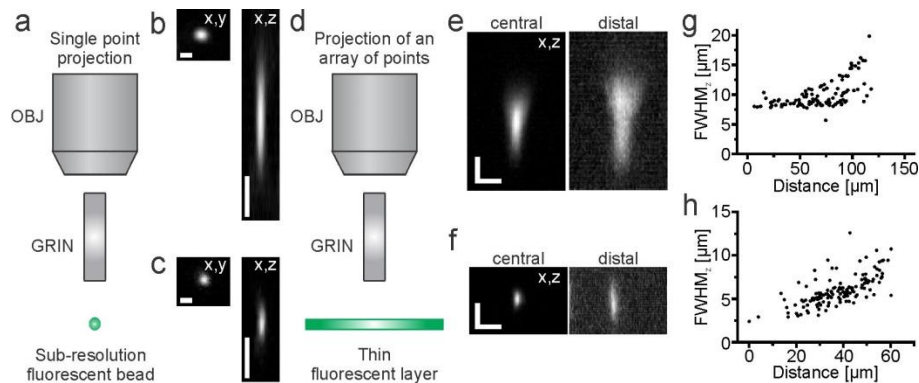 a
Single point
projection
OBJ
GRIN
Sub-resolution
fluorescent bead
b
x,y
x,z
c
x,y
x,z
d
Projection of an
array of points
OBJ
GRIN
Thin
fluorescent layer
e
central
distal
x,z
f
central
distal
x,z
g
FWHMz [μm]
20
15
10
5
0
0
50
100
150
Distance [μm]
h
FWHMz [μm]
15
10
5
0
0
20
40
60
Distance [μm]